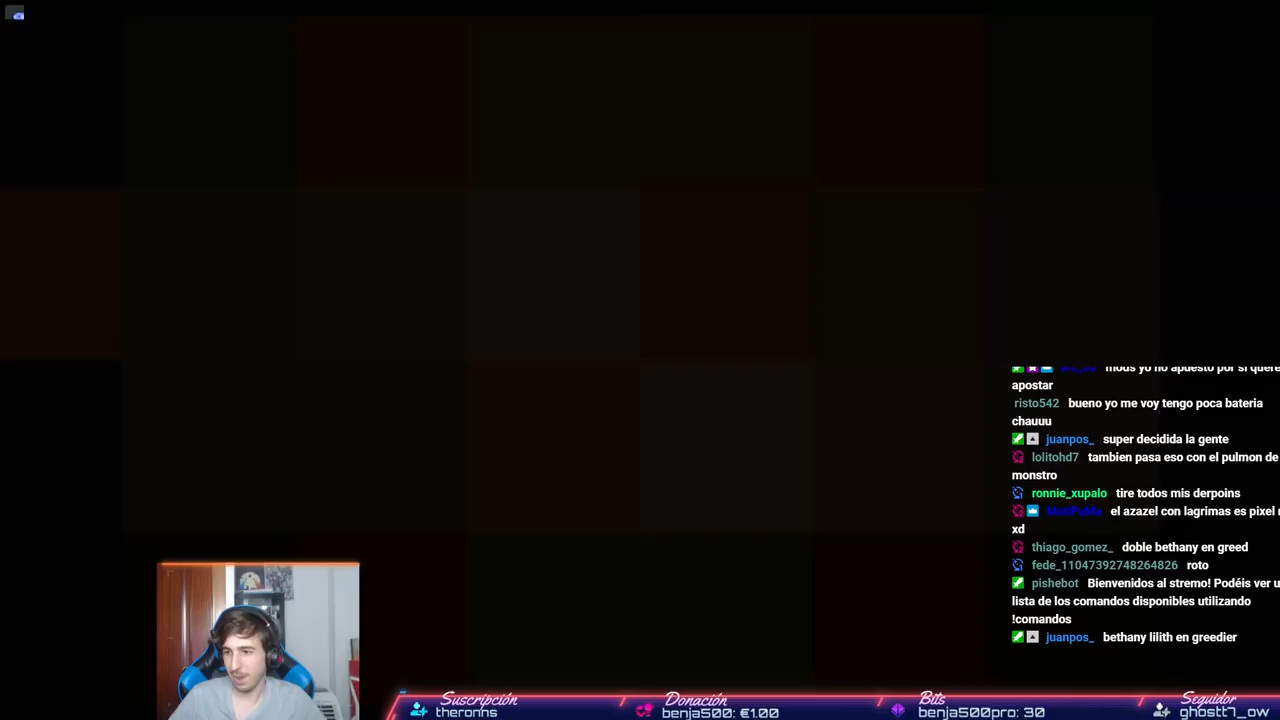 mods yo no apuesto por si quere
apostar
risto542 bueno yo me voy tengo poca bateria
chauuu
juanpos_ super decidida la gente
lolitohd7 tambien pasa eso con el pulmon de
monstro
ronnie_xupalo tire todos mis derpoins
el azazel con lagrimas es pixel
xd
thiago_gomez_ doble bethany en greed
fede_11047392748264826 roto
pishebot Bienvenidos al stremo! Podéis ver u
lista de los comandos disponibles utilizando
!comandos
juanpos_ bethany lilith en greedier
Suscripción Donación Bits Seguidor
theronns benja500: €1.00 benja500pro: 30 ghostt7_ow